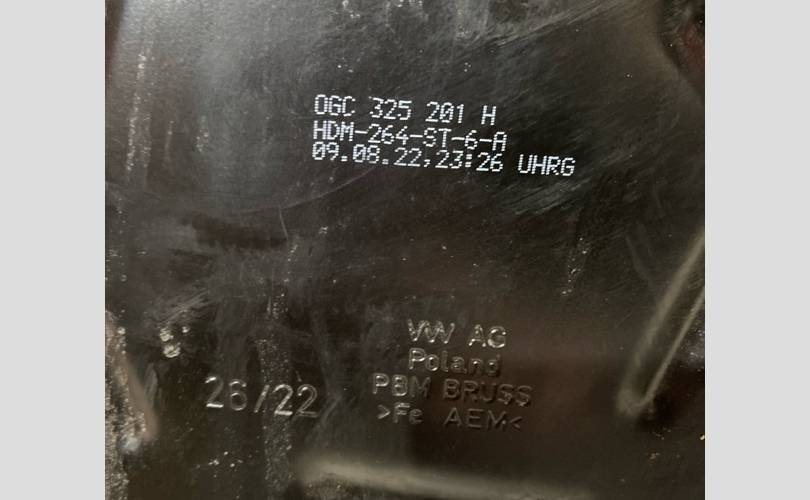 0GC 325 201 H
HDM-264-ST-6-A
09.08.22,23:26 UHRG
VW AG
Poland
26/22
PBM BRUSS
>Fe AEM<